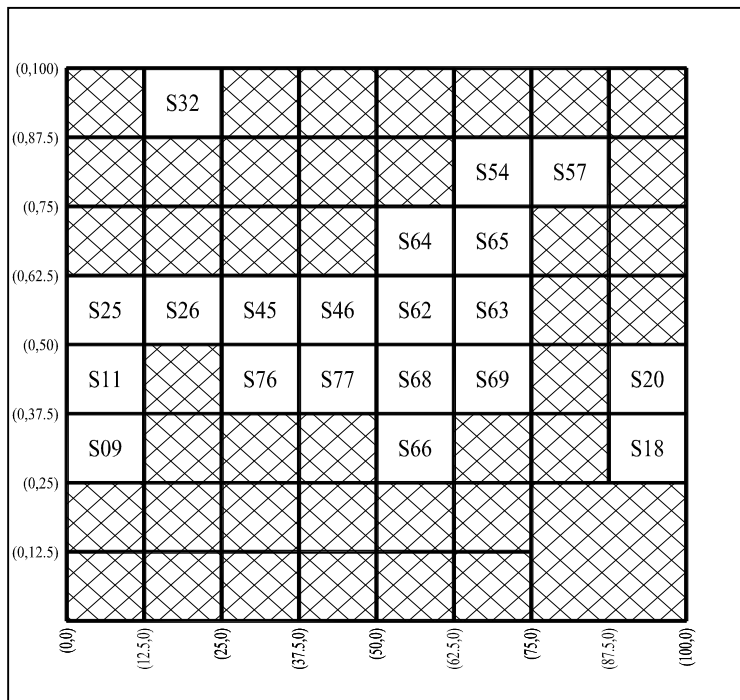 (0,100)
S32
(0,87.5)
S54 S57
(0,75)
S64 S65
(0,62.5)
S25 S26 S45 S46 S62 S63
(0,50)
S11 S76 S77 S68 S69 S20
(0,37.5)
S09 S66 S18
(0,25)
(0,12.5)
(0,0) (12.5,0) (25,0) (37.5,0) (50,0) (62.5,0) (75,0) (87.5,0) (100,0)